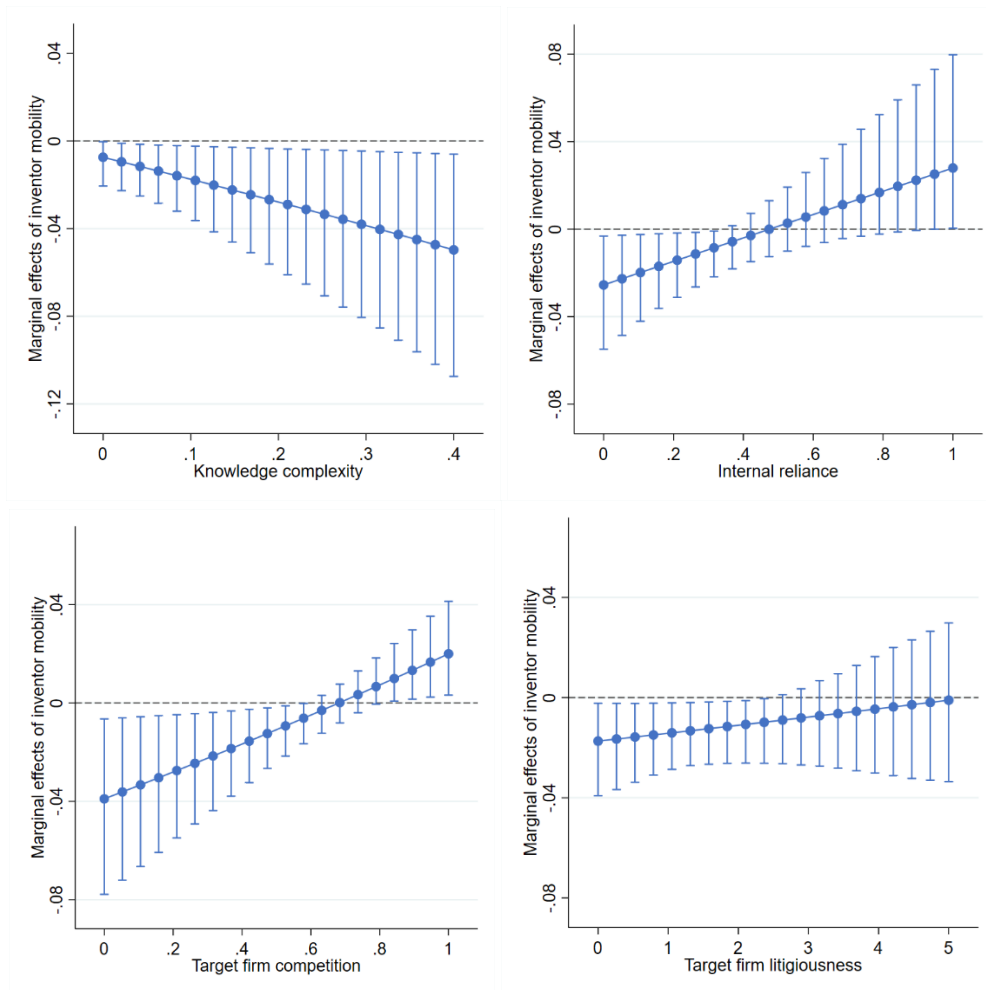 Marginal effects of inventor mobility
.04
0
-.04
-.08
-.12
0 .1 .2 .3 .4
Knowledge complexity
Marginal effects of inventor mobility
.08
.04
0
-.04
-.08
0 .2 .4 .6 .8 1
Internal reliance
Marginal effects of inventor mobility
.04
0
-.04
-.08
0 .2 .4 .6 .8 1
Target firm competition
Marginal effects of inventor mobility
.04
0
-.04
-.08
0 1 2 3 4 5
Target firm litigiousness